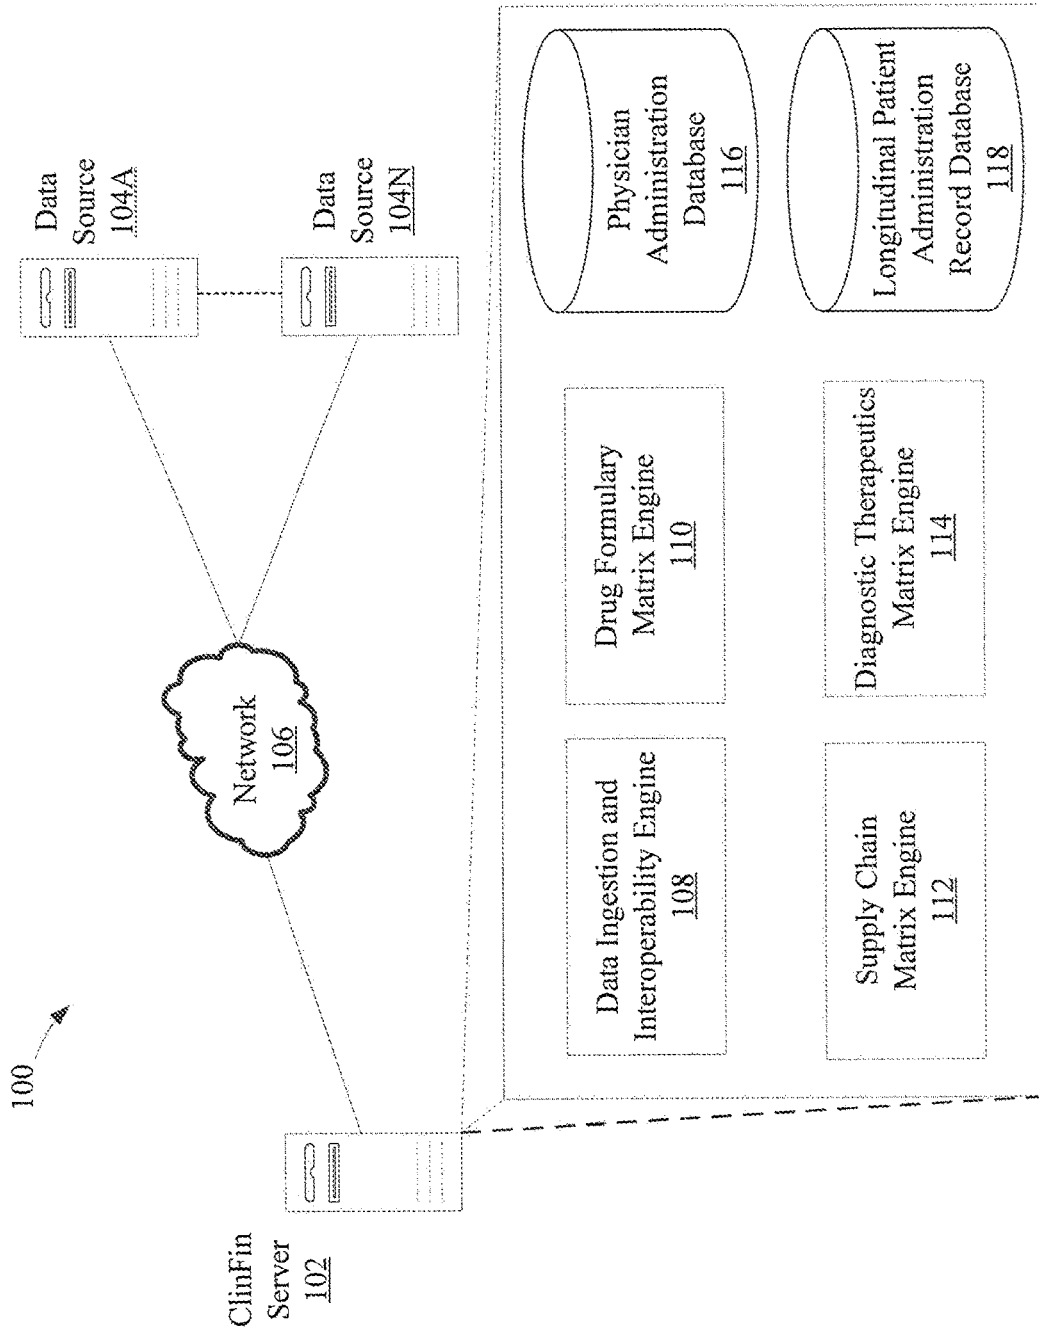 100
ClinFin
Server
102
Network
106
Data
Source
104A
Data
Source
104N
Data Ingestion and
Interoperability Engine
108
Drug Formulary
Matrix Engine
110
Physician
Administration
Database
116
Supply Chain
Matrix Engine
112
Diagnostic Therapeutics
Matrix Engine
114
Longitudinal Patient
Administration
Record Database
118